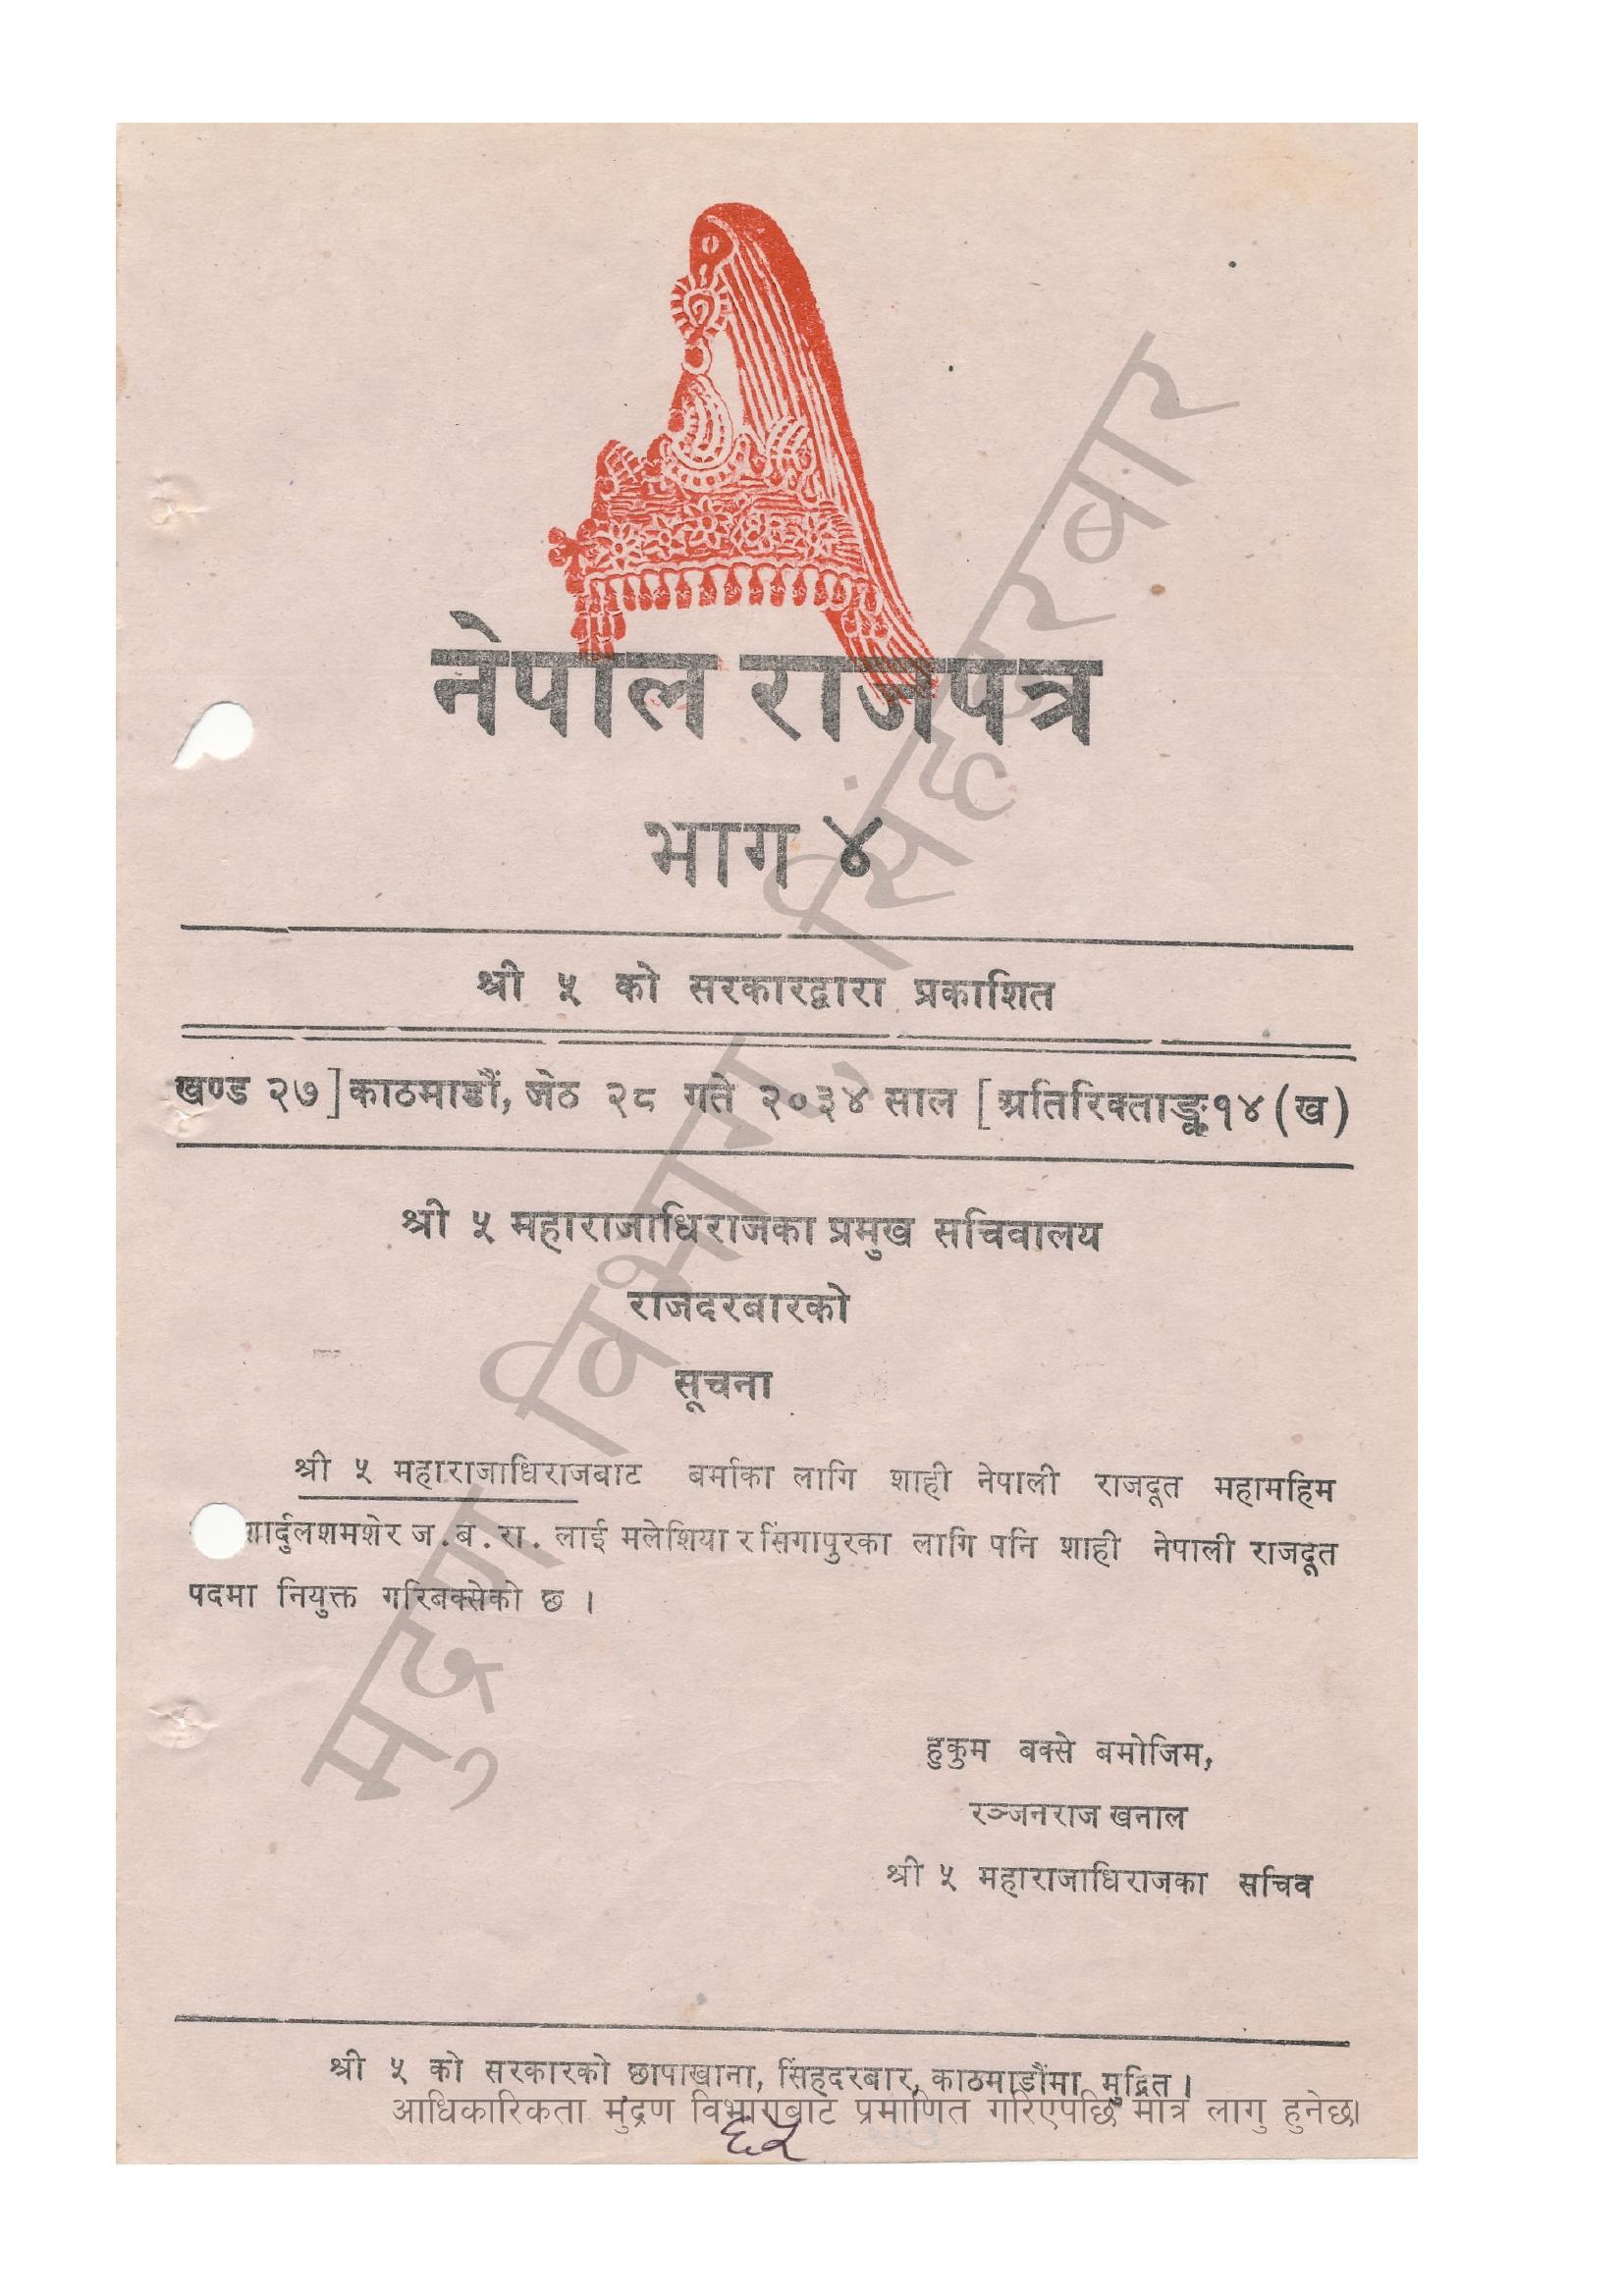 नेपाल राजपत्र
भाग ४
श्री ५ को सरकारद्वारा प्रकाशित
खण्ड २७] काठमाडौं, जेठ २८ गते २०३४ साल [अतिरिक्ताङ्क १४ (ख)
श्री ५ महाराजाधिराजका प्रमुख सचिवालय
राजदरबारको
सूचना
श्री ५ महाराजाधिराजबाट बर्माका लागि शाही नेपाली राजदूत महामहिम
शार्दुलशमशेर ज.ब.रा. लाई मलेशिया र सिंगापुरका लागि पनि शाही नेपाली राजदूत
पदमा नियुक्त गरिबक्सेको छ ।
हुकुम बक्से बमोजिम,
रञ्जनराज खनाल
श्री ५ महाराजाधिराजका सचिव
श्री ५ को सरकारको छापाखाना, सिंहदरबार, काठमाडौंमा मुद्रित ।
आधिकारिकता मुद्रण विभागबाट प्रमाणित गरिएपछि मात्र लागु हुनेछ।
६५
मुद्रण विभाग, सिंहदरबार